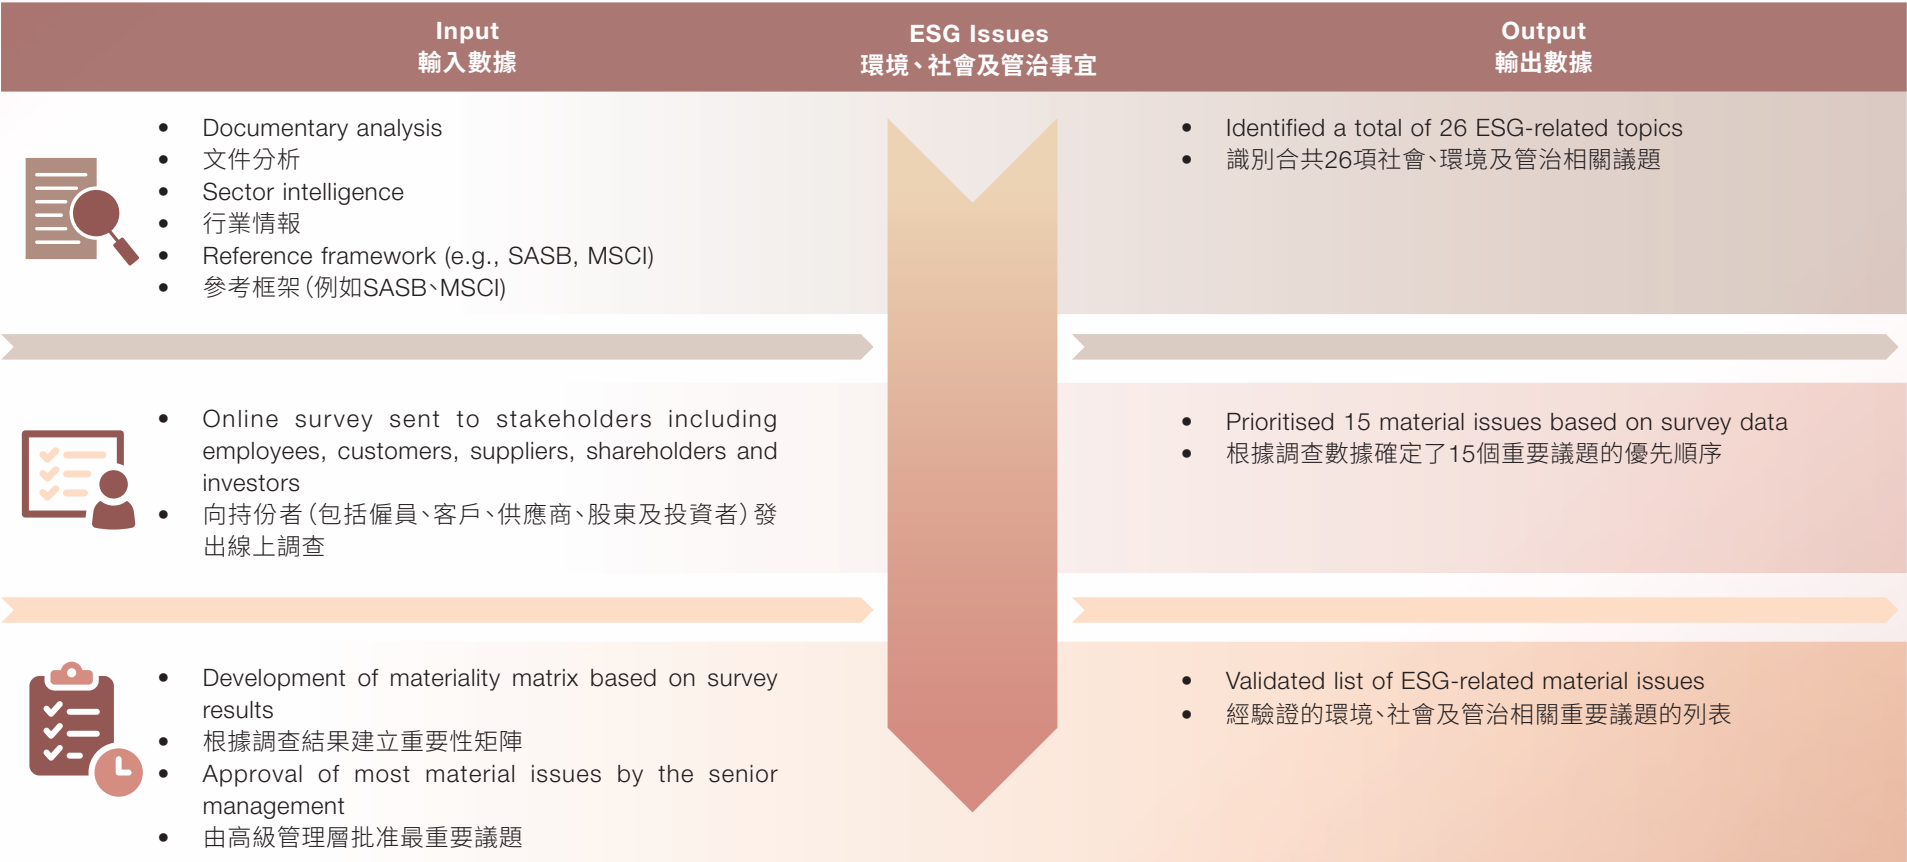 Input
輸入數據
ESG Issues
環境、社會及管治事宜
Output
輸出數據
• Documentary analysis
• 文件分析
• Sector intelligence
• 行業情報
• Reference framework (e.g., SASB, MSCI)
• 參考框架(例如SASB、MSCI)
• Identified a total of 26 ESG-related topics
• 識別合共26項社會、環境及管治相關議題
• Online survey sent to stakeholders including
employees, customers, suppliers, shareholders and
investors
• 向持份者(包括僱員、客戶、供應商、股東及投資者)發
出線上調查
• Prioritised 15 material issues based on survey data
• 根據調查數據確定了15個重要議題的優先順序
• Development of materiality matrix based on survey
results
• 根據調查結果建立重要性矩陣
• Approval of most material issues by the senior
management
• 由高級管理層批准最重要議題
• Validated list of ESG-related material issues
• 經驗證的環境、社會及管治相關重要議題的列表